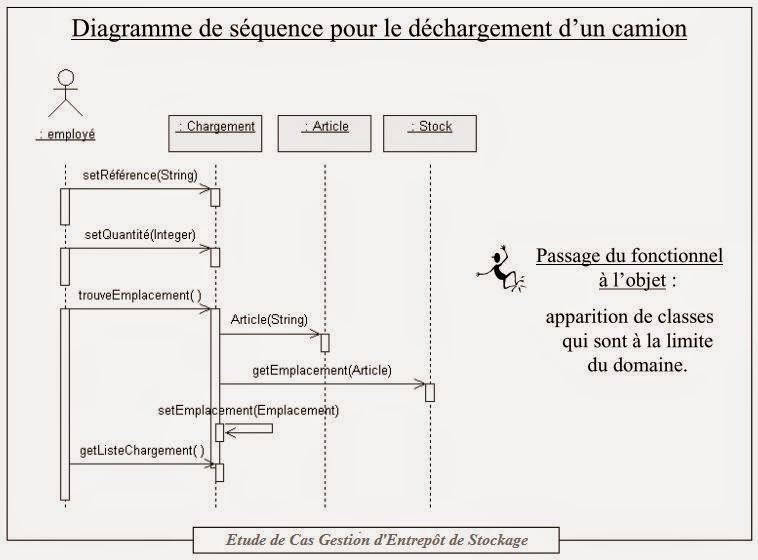 Diagramme de séquence pour le déchargement d'un camion
: employé
: Chargement
: Article
: Stock
setRéférence(String)
setQuantité(Integer)
trouveEmplacement( )
Article(String)
getEmplacement(Article)
setEmplacement(Emplacement)
getListeChargement( )
Passage du fonctionnel
à l'objet :
apparition de classes
qui sont à la limite
du domaine.
Etude de Cas Gestion d'Entrepôt de Stockage